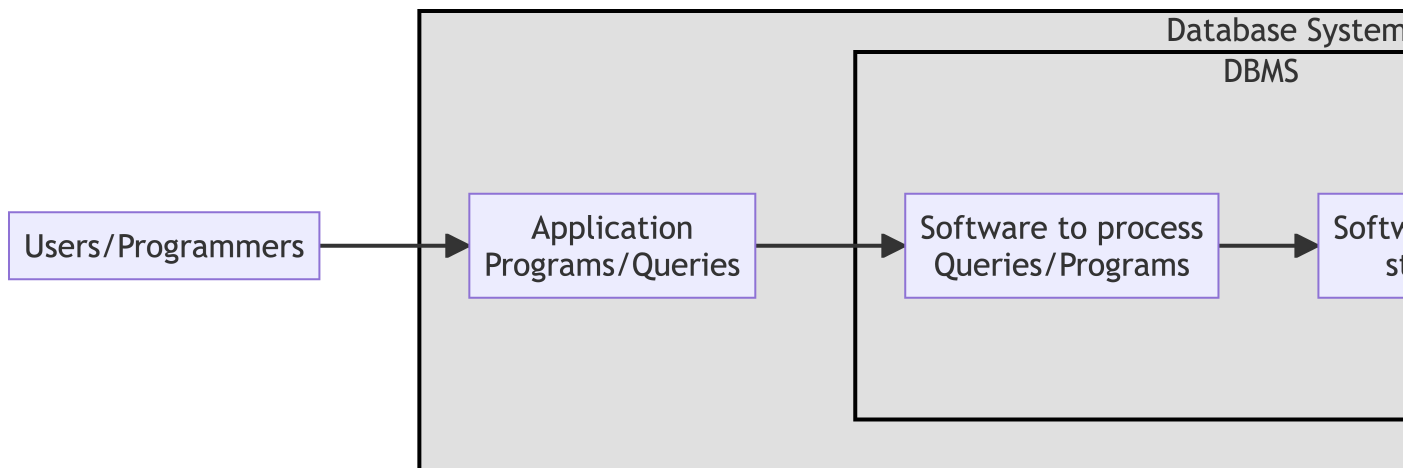 Database System
DBMS
Users/Programmers
Application
Programs/Queries
Software to process
Queries/Programs